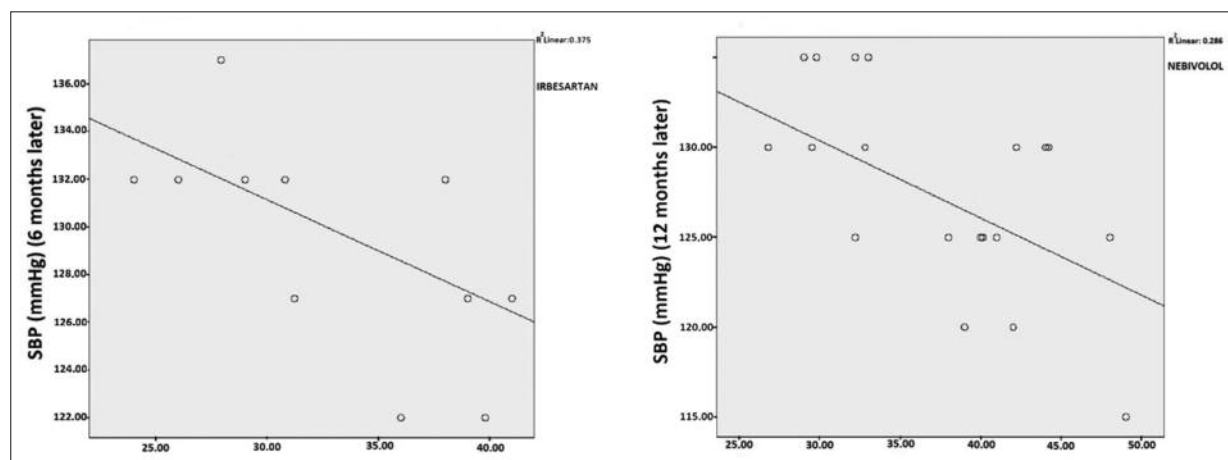 R² Linear:0.375
IRBESARTAN
SBP (mmHg) (6 months later)
136.00
134.00
132.00
130.00
128.00
126.00
124.00
122.00
25.00 30.00 35.00 40.00
R² Linear: 0.286
NEBIVOLOL
SBP (mmHg) (12 months later)
130.00
125.00
120.00
115.00
25.00 30.00 35.00 40.00 45.00 50.00